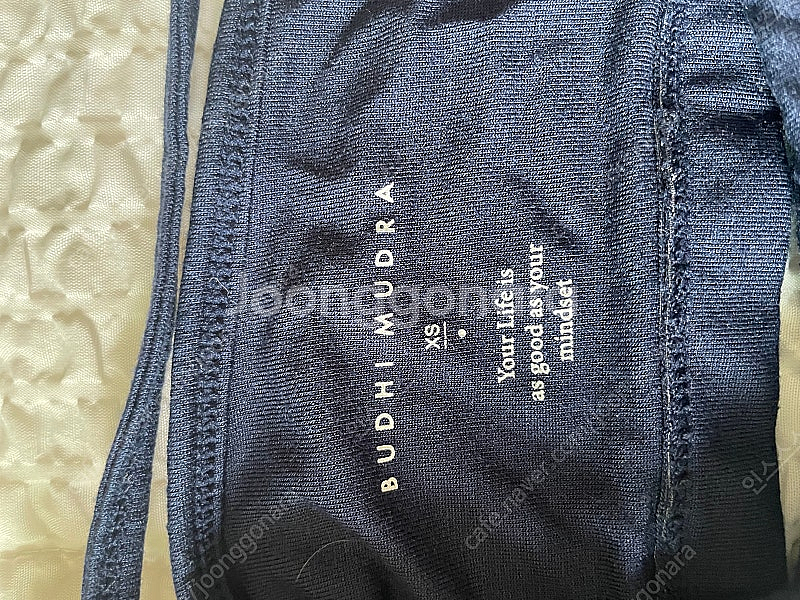 BUDHI MUDRA
XS
Your Life is
as good as your
mindset
Joonggonara
joonggonara
cafe.naver.com